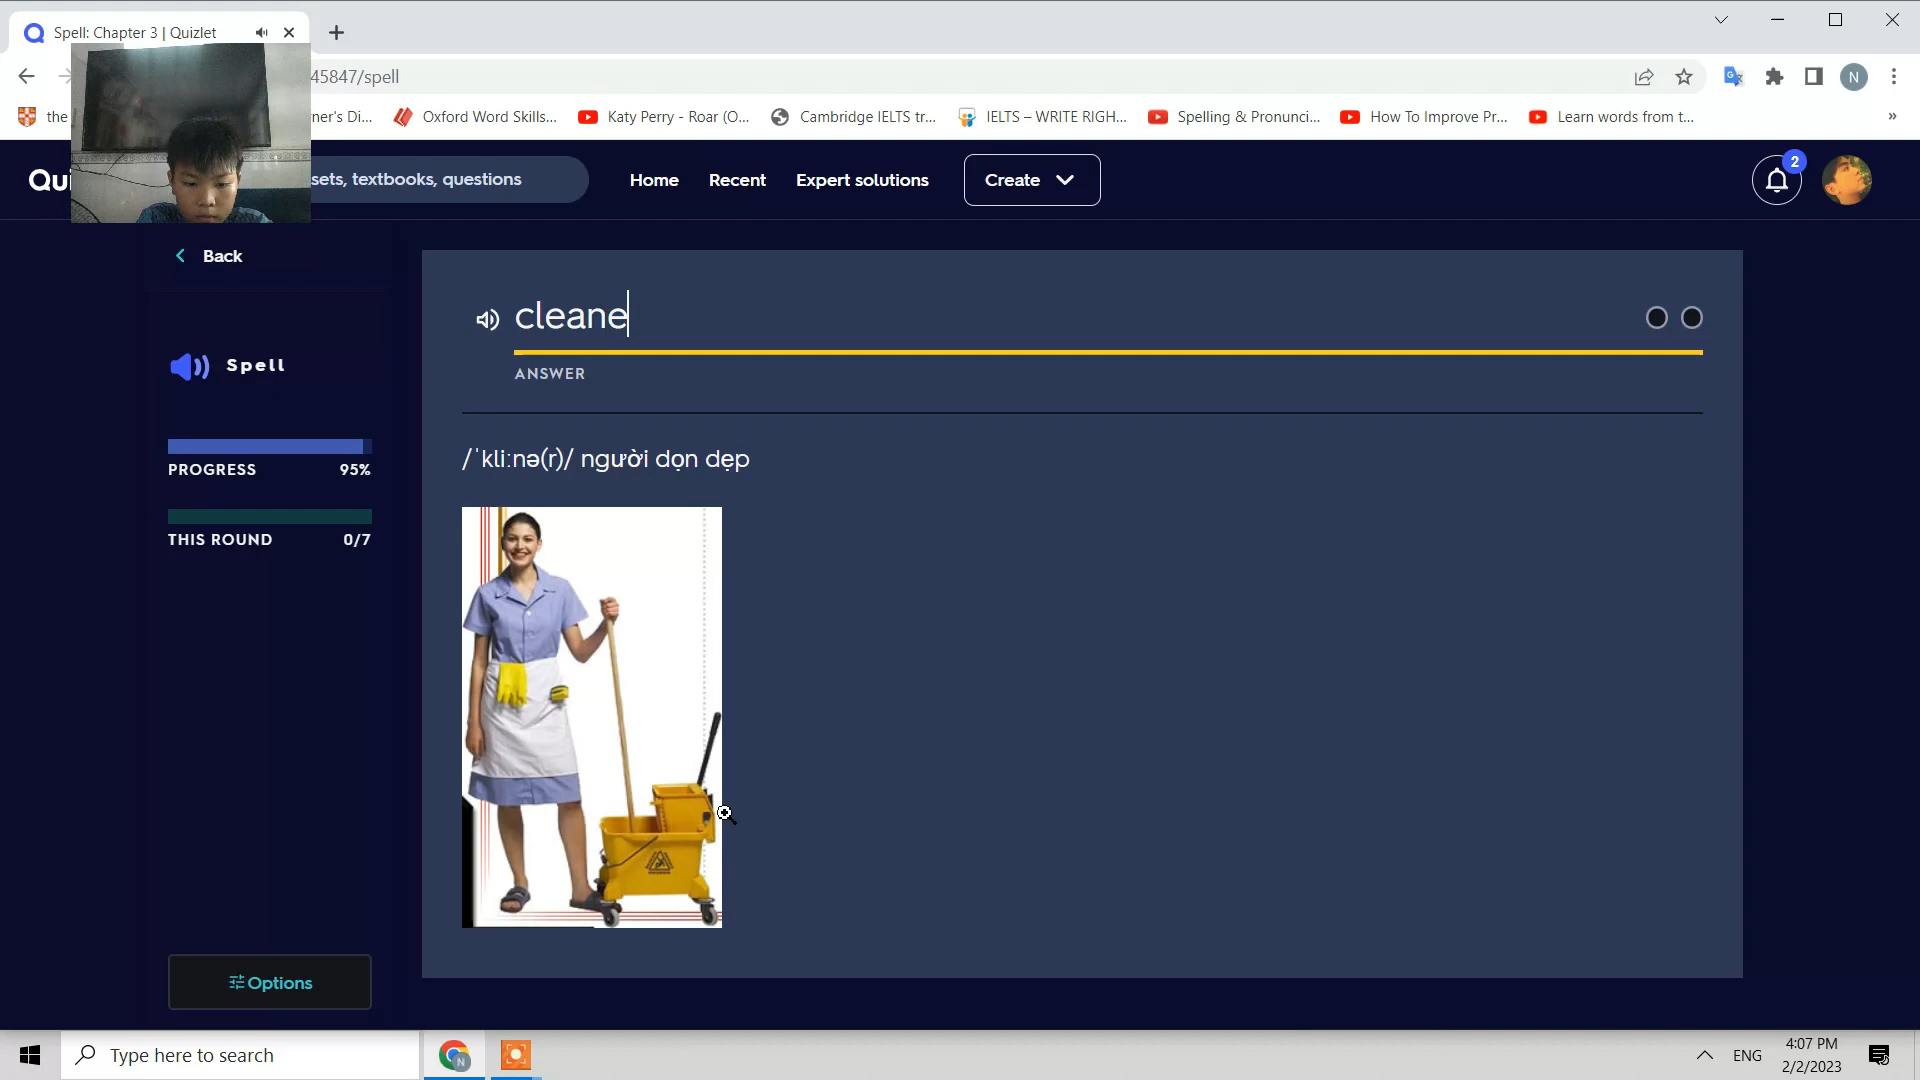 Spell: Chapter 3 | Quizlet
45847/spell
the
ner's Di...
Oxford Word Skills...
Katy Perry - Roar (O...
Cambridge IELTS tr...
IELTS – WRITE RIGH...
Spelling & Pronunci...
How To Improve Pr...
Learn words from t...
»
N
Qui
sets, textbooks, questions
Home
Recent
Expert solutions
Create
2
Back
cleane
ANSWER
Spell
PROGRESS 95%
THIS ROUND 0/7
/ˈkliːnə(r)/ người dọn dẹp
Options
Type here to search
N
ENG
4:07 PM
2/2/2023